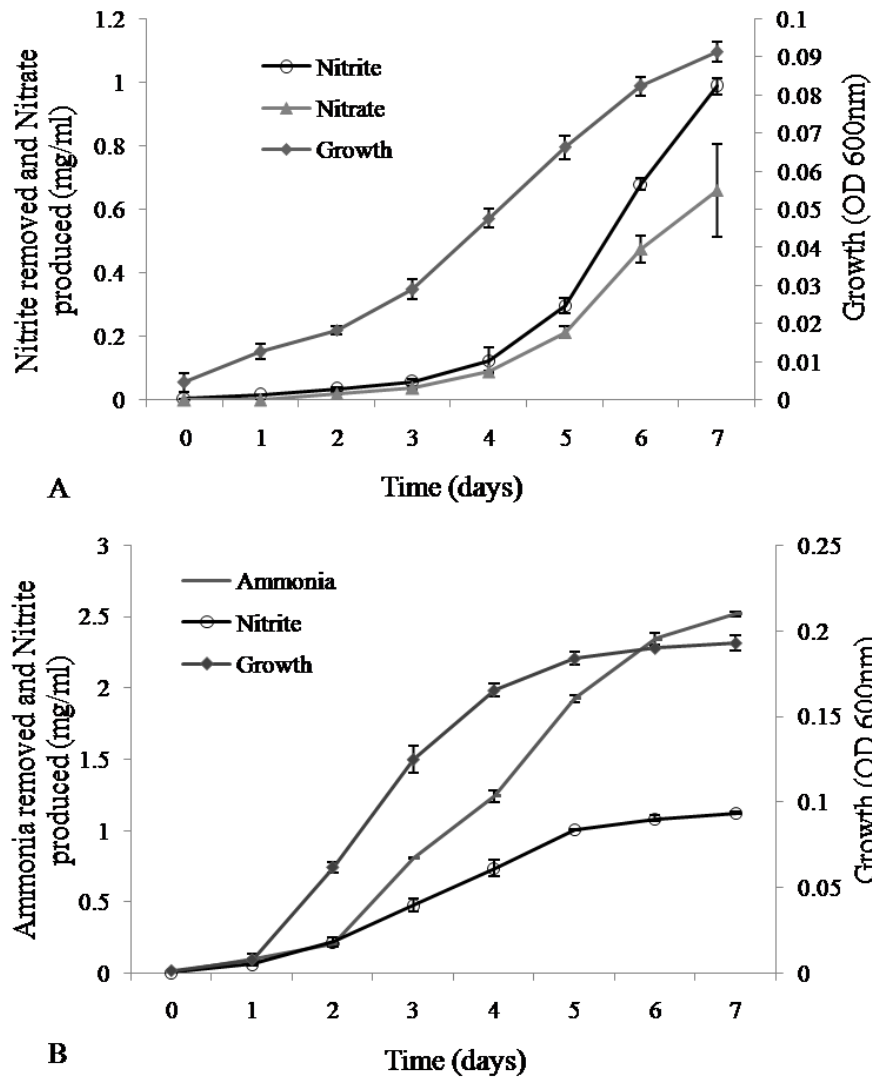 Nitrite removed and Nitrate
produced (mg/ml)
1.2
1
0.8
0.6
0.4
0.2
0
Nitrite
Nitrate
Growth
0.1
0.09
0.08
0.07
0.06
0.05
0.04
0.03
0.02
0.01
0
Growth (OD 600nm)
0 1 2 3 4 5 6 7
Time (days)
A
Ammonia removed and Nitrite
produced (mg/ml)
3
2.5
2
1.5
1
0.5
0
Ammonia
Nitrite
Growth
0.25
0.2
0.15
0.1
0.05
0
Growth (OD 600nm)
0 1 2 3 4 5 6 7
Time (days)
B